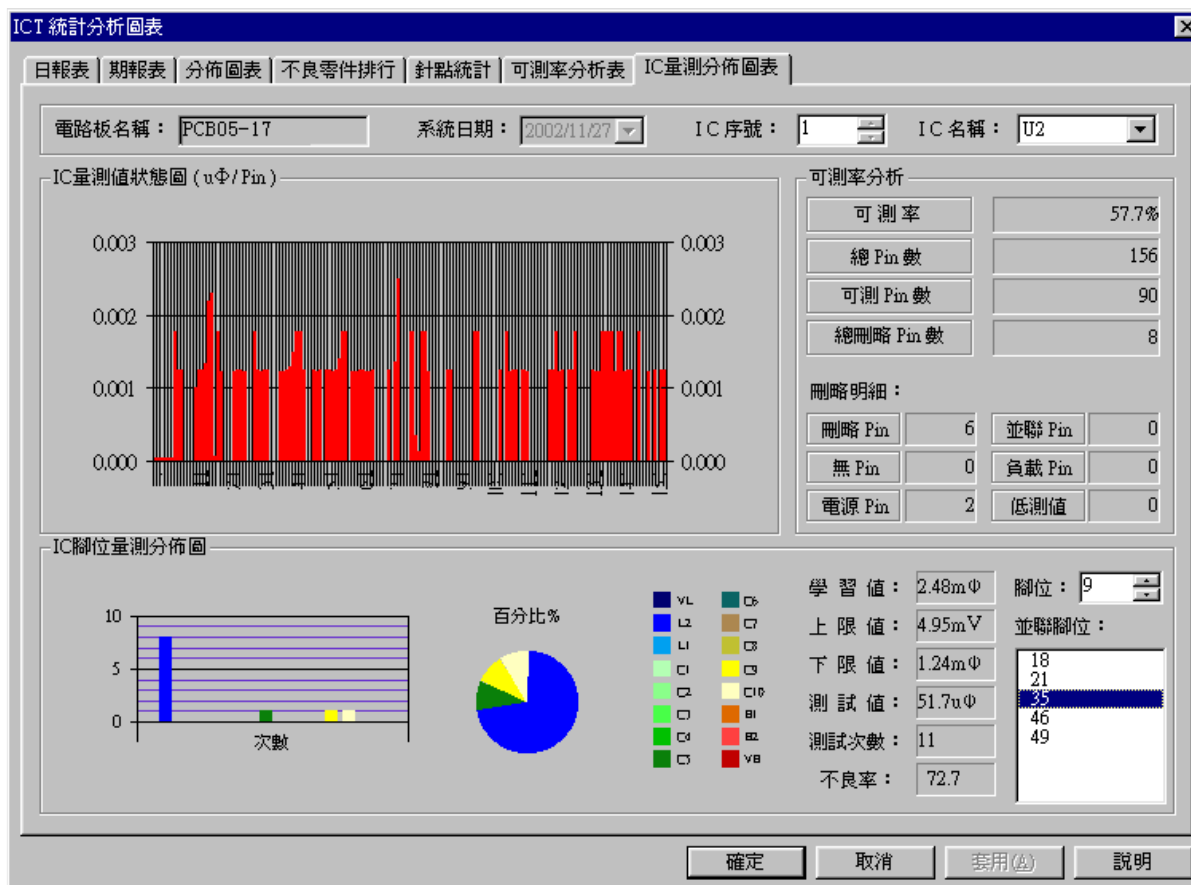 ICT 統計分析圖表
日報表 期報表 分佈圖表 不良零件排行 針點統計 可測率分析表 IC量測分佈圖表
電路板名稱： PCB05-17 系統日期： 2002/11/27 IC序號： 1 IC名稱： U2
IC量測值狀態圖 (uΦ/Pin)
0.003 0.003
0.002 0.002
0.001 0.001
0.000 0.000
可測率分析
可測率 57.7%
總 Pin 數 156
可測 Pin 數 90
總刪略 Pin 數 8
刪略明細：
刪略 Pin 6 並聯 Pin 0
無 Pin 0 負載 Pin 0
電源 Pin 2 低測值 0
IC腳位量測分佈圖
10
5
0
次數
百分比%
VL C6
L2 C7
L1 C8
C1 C9
C2 C10
C3 B1
C4 B2
C5 VB
學習值： 2.48mΦ
上限值： 4.95mV
下限值： 1.24mΦ
測試值： 51.7uΦ
測試次數： 11
不良率： 72.7
腳位： 9
並聯腳位：
18
21
35
46
49
確定 取消 套用(A) 說明